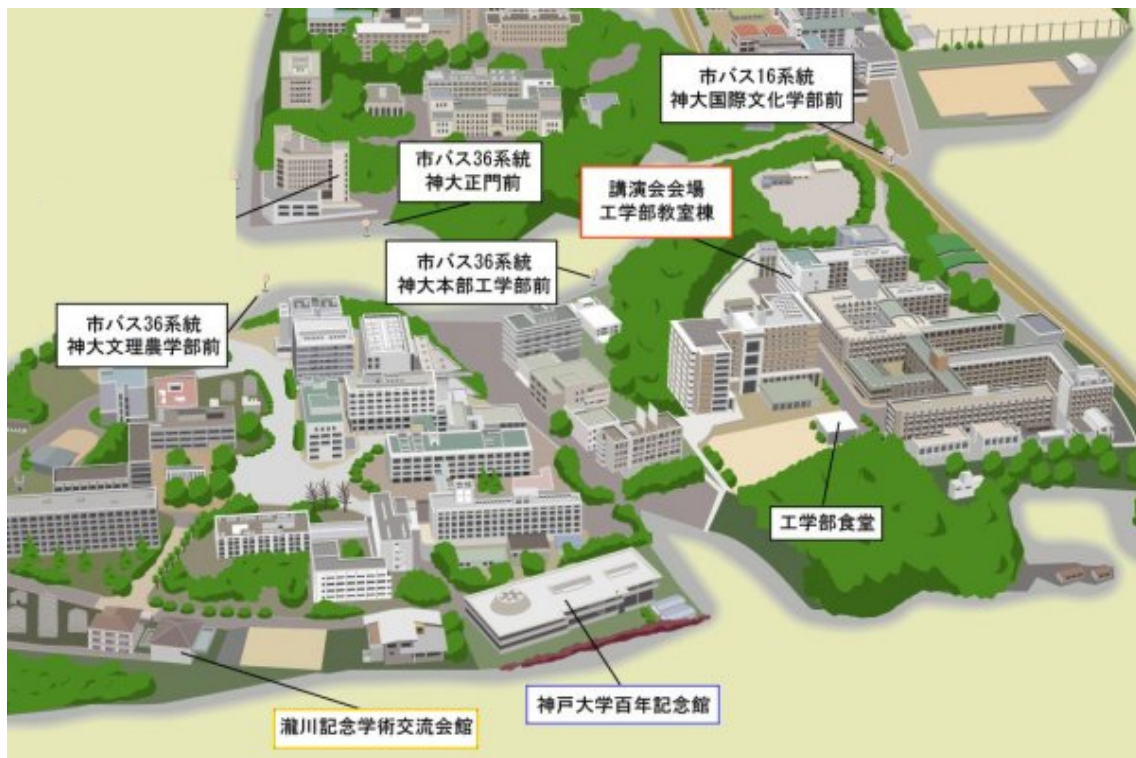 市バス16系統
神大国際文化学部前
市バス36系統
神大正門前
講演会会場
工学部教室棟
市バス36系統
神大本部工学部前
市バス36系統
神大文理農学部前
工学部食堂
神戸大学百年記念館
瀧川記念学術交流会館